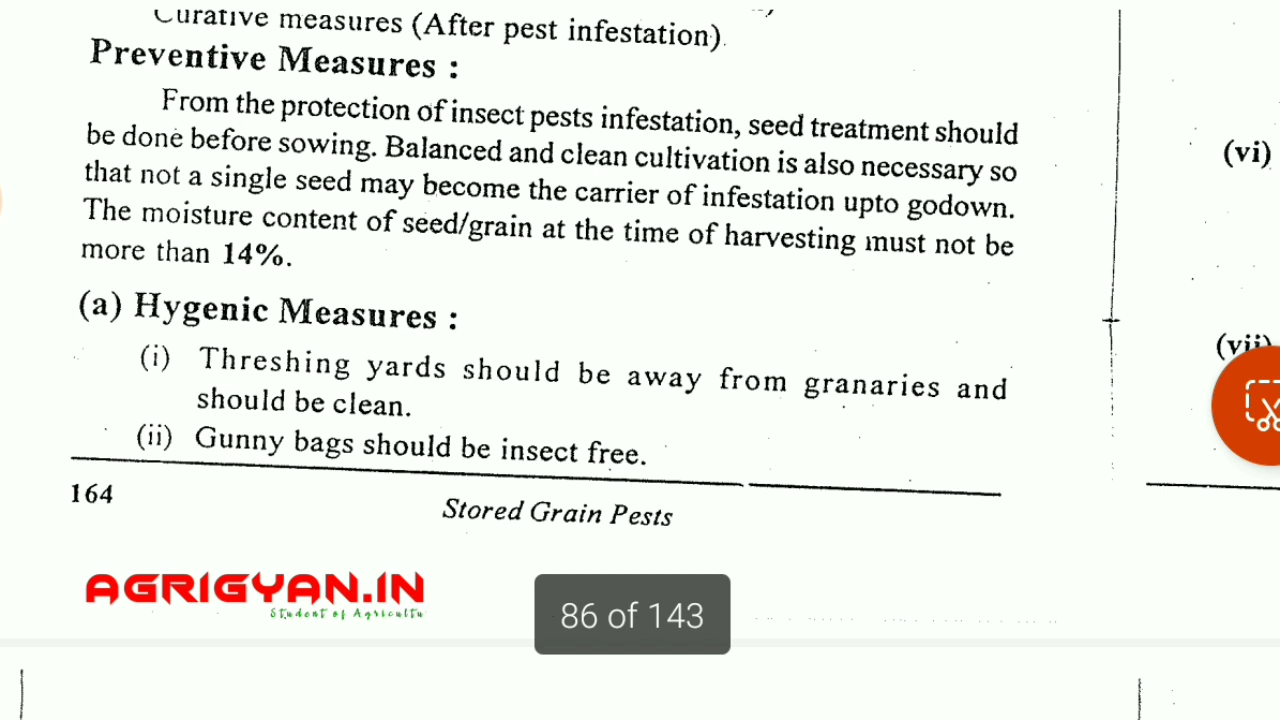 Curative measures (After pest infestation).
Preventive Measures :
From the protection of insect pests infestation, seed treatment should
be done before sowing. Balanced and clean cultivation is also necessary so
that not a single seed may become the carrier of infestation upto godown.
The moisture content of seed/grain at the time of harvesting must not be
more than 14%.
(a) Hygenic Measures :
(i) Threshing yards should be away from granaries and
should be clean.
(ii) Gunny bags should be insect free.
164
Stored Grain Pests
AGRIGYAN.IN
Student of Agricultu
86 of 143
(vi)
(vii)